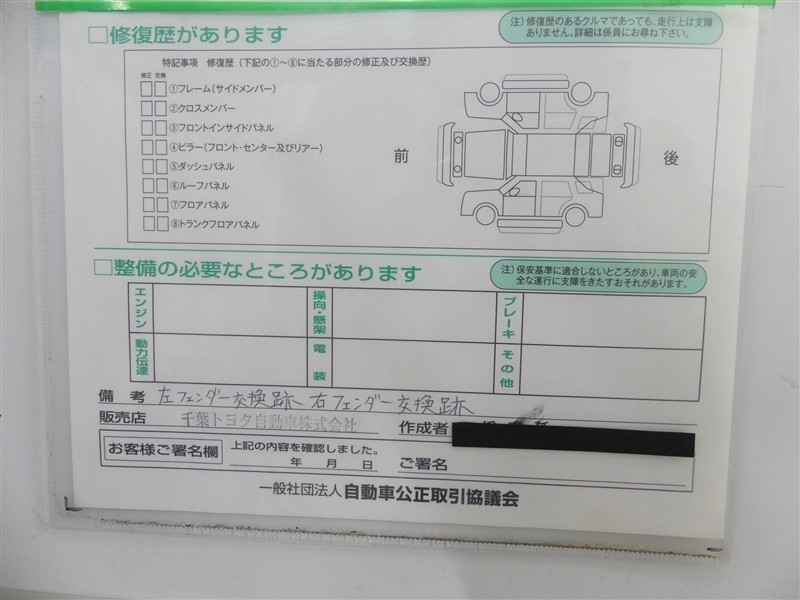 □修復歴があります
注）修復歴のあるクルマであっても、走行上は支障
ありません。詳細は係員にお尋ね下さい。
特記事項 修復歴（下記の①～⑧に当たる部分の修正及び交換歴）
修正 交換
①フレーム（サイドメンバー）
②クロスメンバー
③フロントインサイドパネル
④ピラー（フロント・センター及びリアー）
⑤ダッシュパネル
⑥ルーフパネル
⑦フロアパネル
⑧トランクフロアパネル
前
後
□整備の必要なところがあります
注）保安基準に適合しないところがあり、車両の安
全な運行に支障をきたすおそれがあります。
エンジン
操向・懸架
ブレーキ
動力伝達
電装
その他
備考 左フェンダー交換跡 右フェンダー交換跡
販売店 千葉トヨタ自動車株式会社 作成者
お客様ご署名欄 上記の内容を確認しました。
年 月 日 ご署名
一般社団法人 自動車公正取引協議会